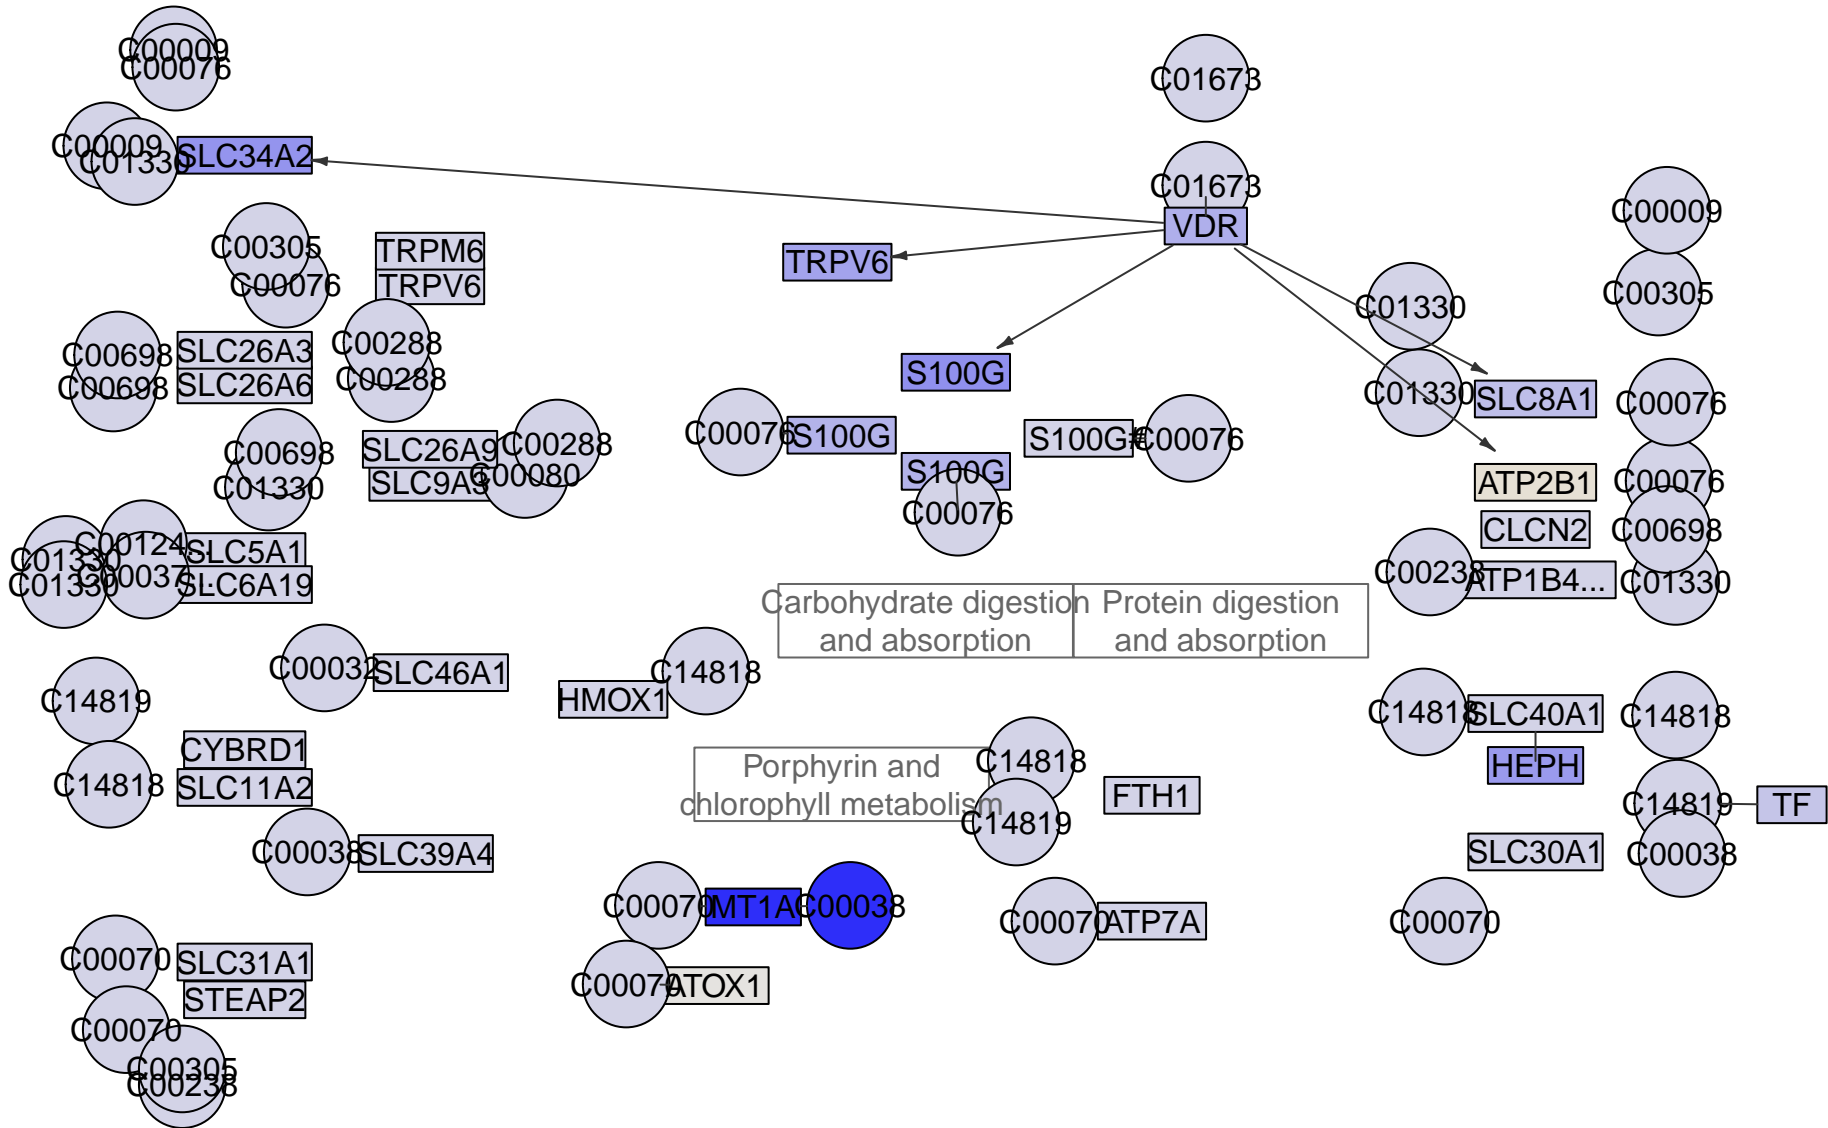 C00009
C00076
C01673
C00009
C01330
SLC34A2
C01673
VDR
C00009
C00305
TRPM6
TRPV6
C00076
TRPV6
C00305
C01330
C00698
SLC26A3
C00288
C00698
SLC26A6
C00288
S100G
C01330
SLC8A1
C00076
C00698
SLC26A9
C00288
C00076
S100G
S100G#
C00076
C01330
SLC9A3
C00080
S100G
C00076
ATP2B1
C00076
CLCN2
C00698
C01330
C00124...
SLC5A1
C01330
C00037...
SLC6A19
C00238
ATP1B4...
C01330
Carbohydrate digestion
and absorption
Protein digestion
and absorption
C00032
SLC46A1
C14818
HMOX1
C14819
C14818
SLC40A1
C14818
CYBRD1
C14818
SLC11A2
Porphyrin and
chlorophyll metabolism
C14818
C14819
FTH1
HEPH
C14819
TF
C00038
SLC39A4
SLC30A1
C00038
C00070
MT1A
C00038
C00070
ATP7A
C00070
C00070
SLC31A1
STEAP2
C00070
ATOX1
C00070
C00305
C00238